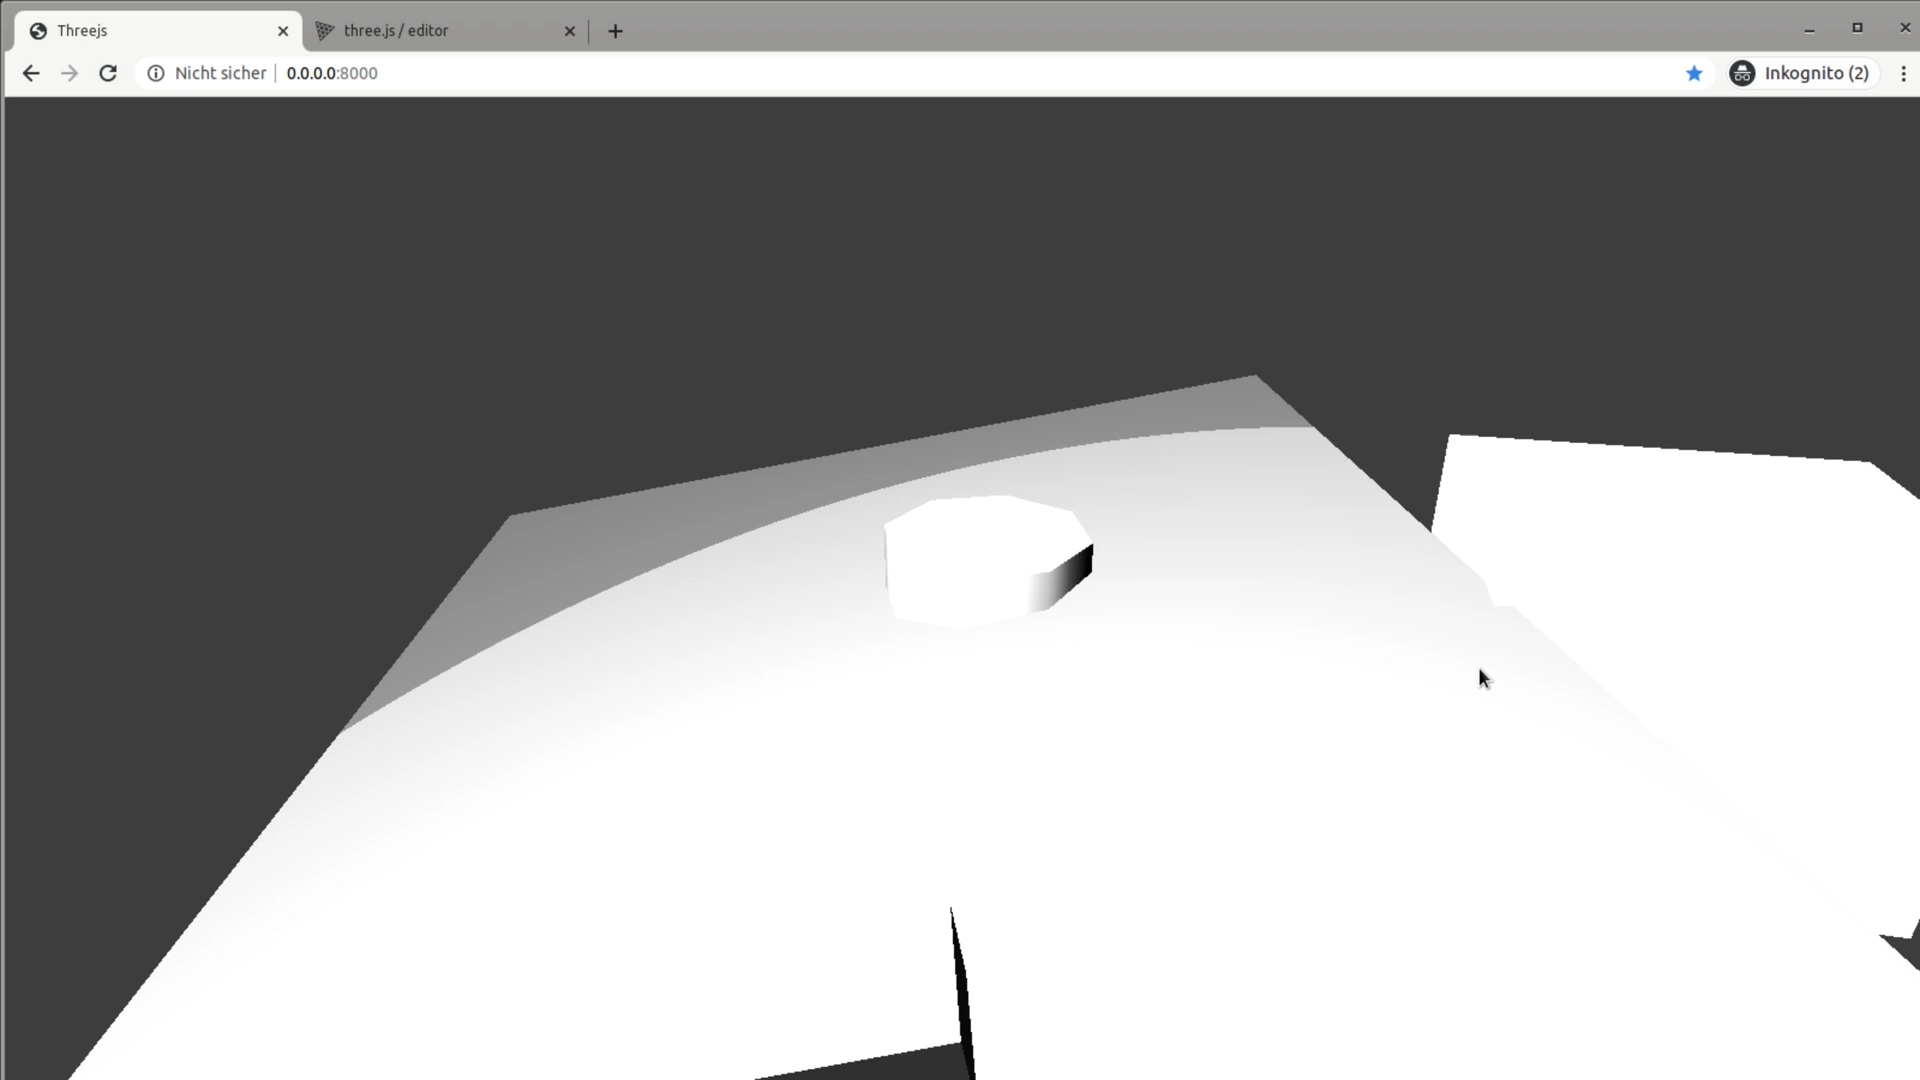 Threejs
three.js / editor
Nicht sicher
0.0.0.0:8000
Inkognito (2)